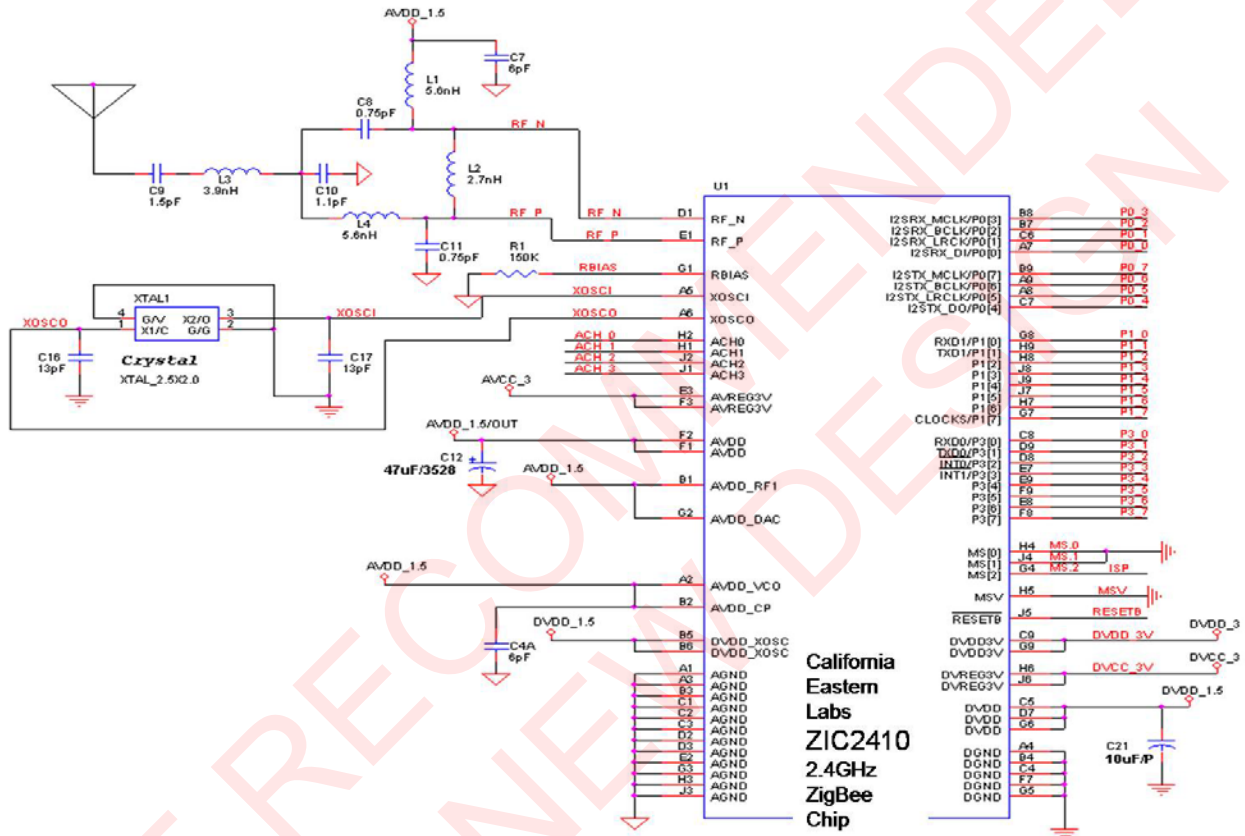 AVDD_1.5
C7
6pF
L1
5.6nH
C8
0.75pF
RF_N
L2
2.7nH
C9
1.5pF
L3
3.9nH
C10
1.1pF
L4
5.6nH
RF_P
C11
0.75pF
R1
150K
RBIAS
XTAL1
4 G/V X2/O 3
1 X1/C G/G 2
Crystal
XTAL_2.5X2.0
XOSCO
XOSCI
C16
13pF
C17
13pF
U1
RF_N D1 RF_N
RF_P E1 RF_P
G1 RBIAS
A5 XOSCI
XOSCO A6 XOSCO
ACH_0 H2 ACH0
ACH_1 H1 ACH1
ACH_2 J2 ACH2
ACH_3 J1 ACH3
AVCC_3
E3 AVREG3V
F3 AVREG3V
AVDD_1.5/OUT
F2 AVDD
F1 AVDD
C12
47uF/3528
AVDD_1.5
B1 AVDD_RF1
G2 AVDD_DAC
AVDD_1.5
A2 AVDD_VCO
B2 AVDD_CP
C4A
6pF
DVDD_1.5
B5 DVDD_XOSC
B6 DVDD_XOSC
A1 AGND
A3 AGND
B3 AGND
C1 AGND
C2 AGND
C3 AGND
D2 AGND
D3 AGND
E2 AGND
G3 AGND
H3 AGND
J3 AGND
I2SRX_MCLK/P0[3] B8 P0_3
I2SRX_BCLK/P0[2] B7 P0_2
I2SRX_LRCK/P0[1] C6 P0_1
I2SRX_DI/P0[0] A7 P0_0
I2STX_MCLK/P0[7] B9 P0_7
I2STX_BCLK/P0[6] A9 P0_6
I2STX_LRCLK/P0[5] A8 P0_5
I2STX_DO/P0[4] C7 P0_4
RXD1/P1[0] G8 P1_0
TXD1/P1[1] H9 P1_1
P1[2] H8 P1_2
P1[3] J8 P1_3
P1[4] J9 P1_4
P1[5] J7 P1_5
P1[6] H7 P1_6
CLOCKS/P1[7] G7 P1_7
RXD0/P3[0] C8 P3_0
TXD0/P3[1] D9 P3_1
INT0/P3[2] D8 P3_2
INT1/P3[3] E7 P3_3
P3[4] E9 P3_4
P3[5] F9 P3_5
P3[6] E8 P3_6
P3[7] F8 P3_7
MS[0] H4 MS.0
MS[1] J4 MS.1
MS[2] G4 MS.2 ISP
MSV H5 MSV
RESETB J5 RESETB
DVDD3V C9 DVDD_3V DVDD_3
DVDD3V G9
DVREG3V H6 DVCC_3V DVCC_3
DVREG3V J6
DVDD C5 DVDD_1.5
DVDD D7
DVDD G6
C21
10uF/P
DGND A4
DGND B4
DGND C4
DGND F7
DGND G5
California
Eastern
Labs
ZIC2410
2.4GHz
ZigBee
Chip
RECOMMENDE
NEW DESIGN